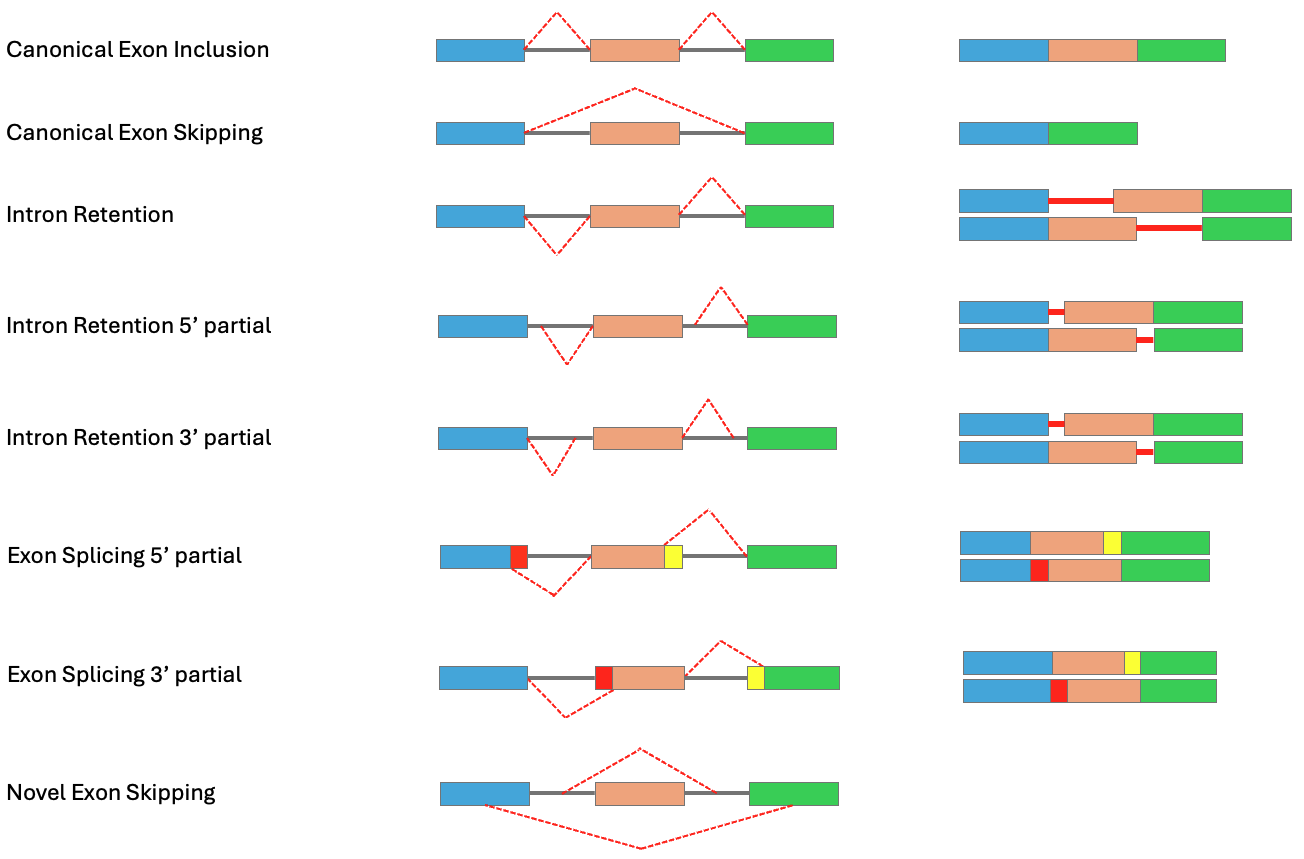 Canonical Exon Inclusion
Canonical Exon Skipping
Intron Retention
Intron Retention 5’ partial
Intron Retention 3’ partial
Exon Splicing 5’ partial
Exon Splicing 3’ partial
Novel Exon Skipping